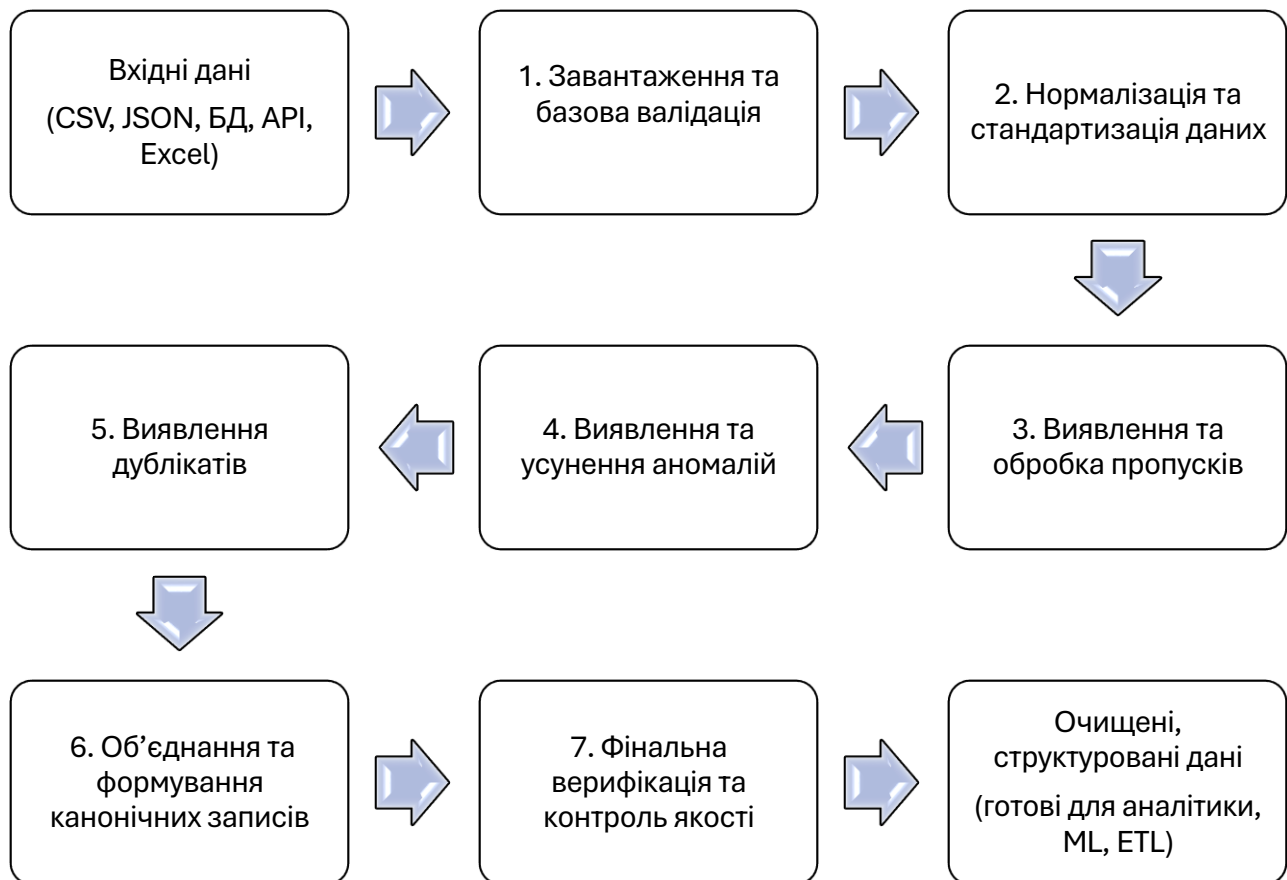 Вхідні дані
(CSV, JSON, БД, API,
Excel)
1. Завантаження та
базова валідація
2. Нормалізація та
стандартизація даних
3. Виявлення та
обробка пропусків
4. Виявлення та
усунення аномалій
5. Виявлення
дублікатів
6. Об’єднання та
формування
канонічних записів
7. Фінальна
верифікація та
контроль якості
Очищені,
структуровані дані
(готові для аналітики,
ML, ETL)